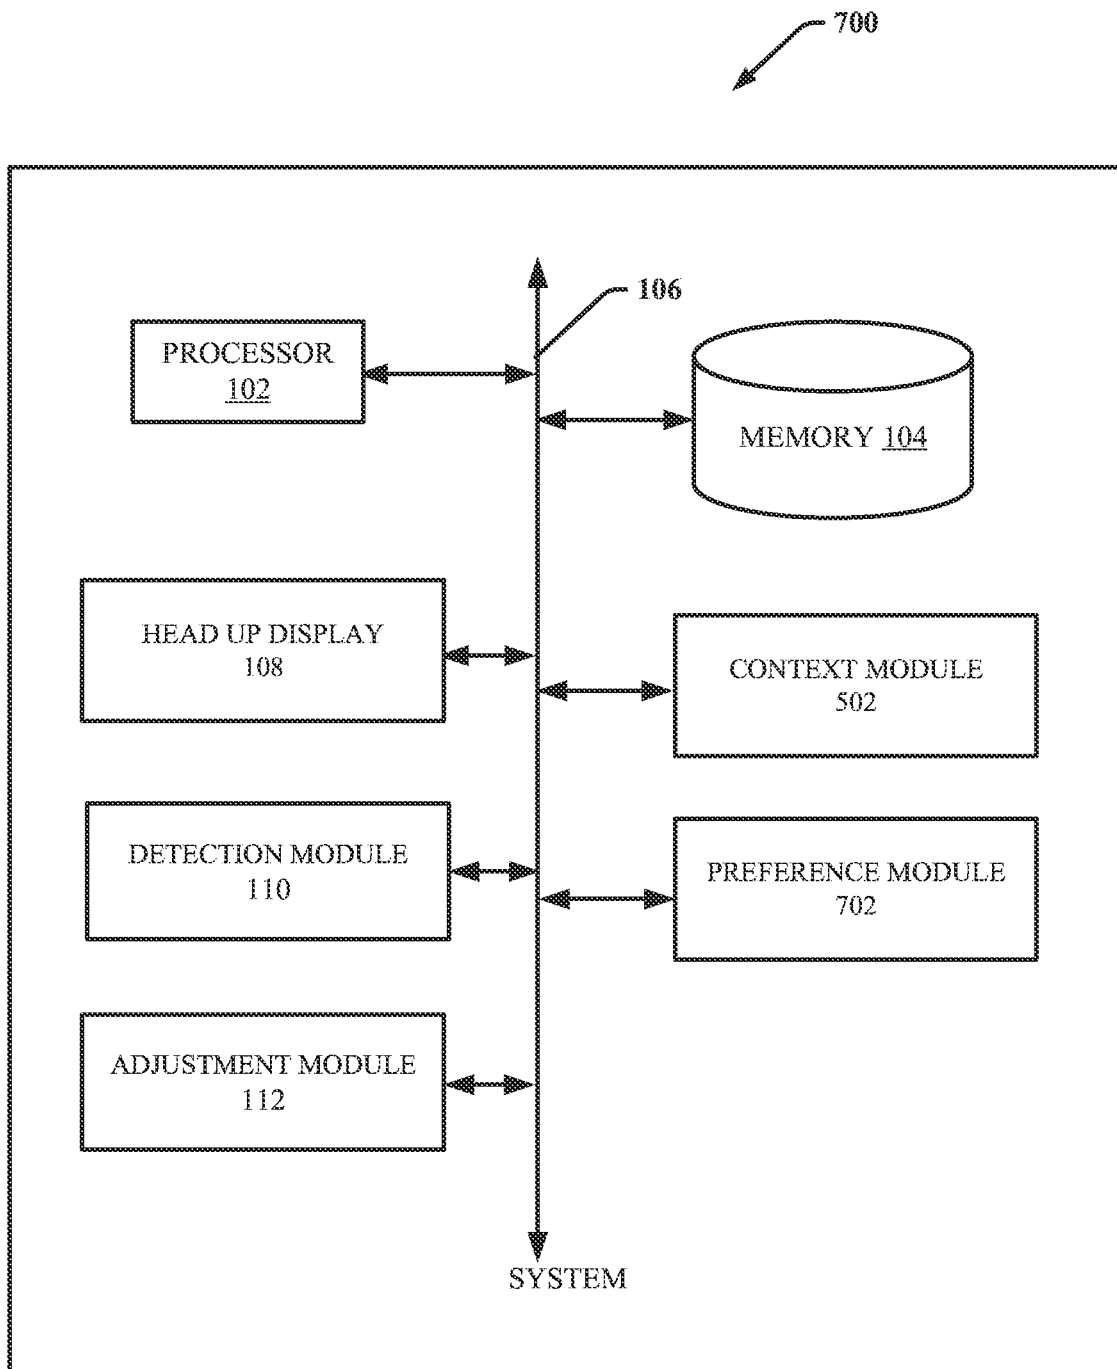 700
106
PROCESSOR
102
MEMORY 104
HEAD UP DISPLAY
108
CONTEXT MODULE
502
DETECTION MODULE
110
PREFERENCE MODULE
702
ADJUSTMENT MODULE
112
SYSTEM